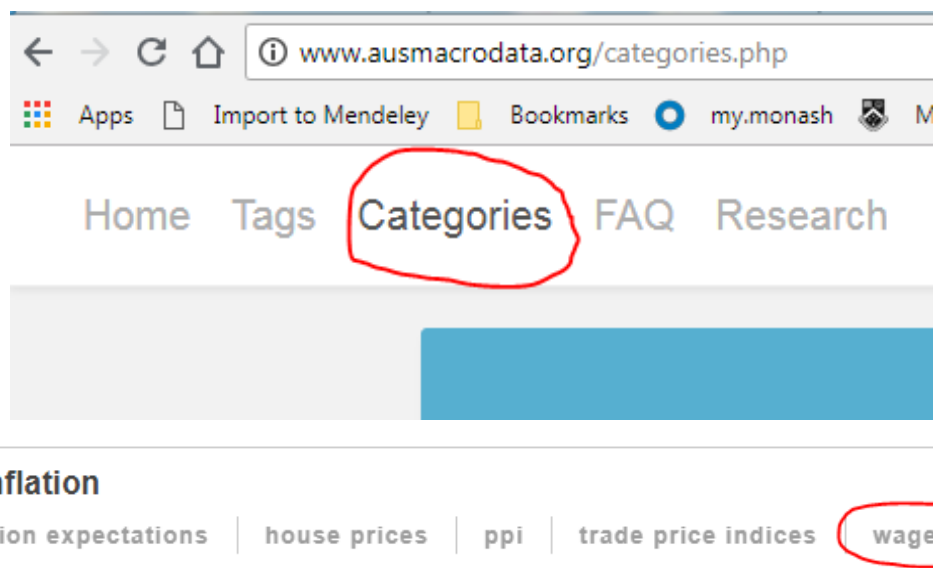 www.ausmacrodata.org/categories.php
Apps Import to Mendeley Bookmarks my.monash M
Home Tags Categories FAQ Research
nflation
ion expectations house prices ppi trade price indices wage